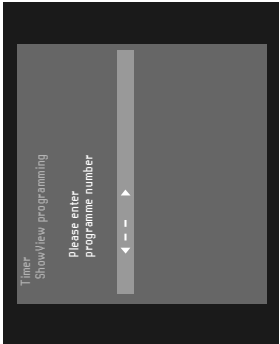 Timer
ShowView programming
Please enter
programme number
◄ – – ►